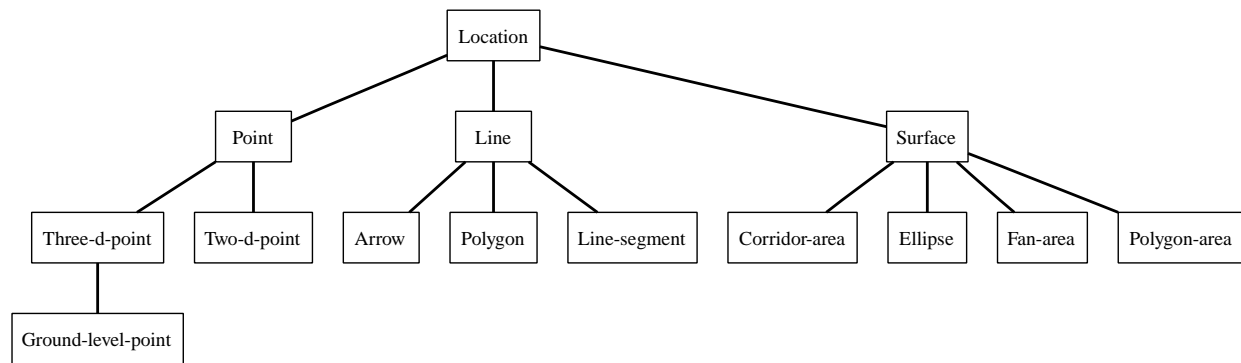 Location
Point
Line
Surface
Three-d-point
Two-d-point
Arrow
Polygon
Line-segment
Corridor-area
Ellipse
Fan-area
Polygon-area
Ground-level-point